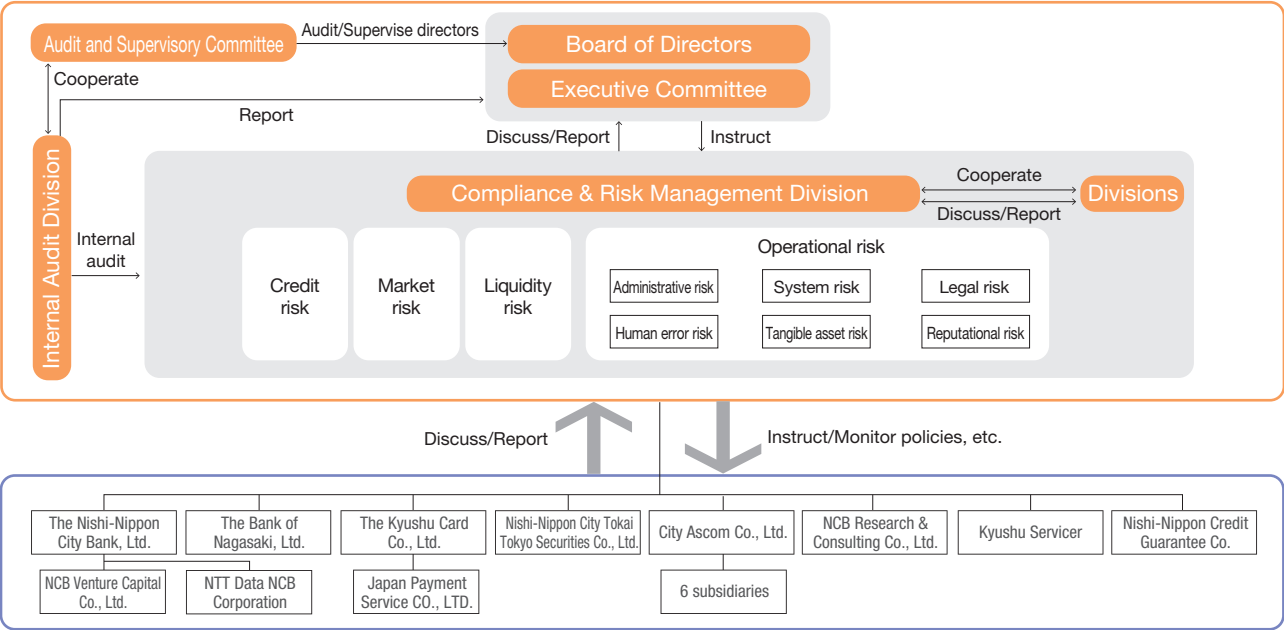 Audit and Supervisory Committee
Audit/Supervise directors
Board of Directors
Executive Committee
Cooperate
Report
Discuss/Report
Instruct
Internal Audit Division
Internal
audit
Compliance & Risk Management Division
Cooperate
Discuss/Report
Divisions
Credit
risk
Market
risk
Liquidity
risk
Operational risk
Administrative risk
System risk
Legal risk
Human error risk
Tangible asset risk
Reputational risk
Discuss/Report
Instruct/Monitor policies, etc.
The Nishi-Nippon
City Bank, Ltd.
The Bank of
Nagasaki, Ltd.
The Kyushu Card
Co., Ltd.
Nishi-Nippon City Tokai
Tokyo Securities Co., Ltd.
City Ascom Co., Ltd.
NCB Research &
Consulting Co., Ltd.
Kyushu Servicer
Nishi-Nippon Credit
Guarantee Co.
NCB Venture Capital
Co., Ltd.
NTT Data NCB
Corporation
Japan Payment
Service CO., LTD.
6 subsidiaries